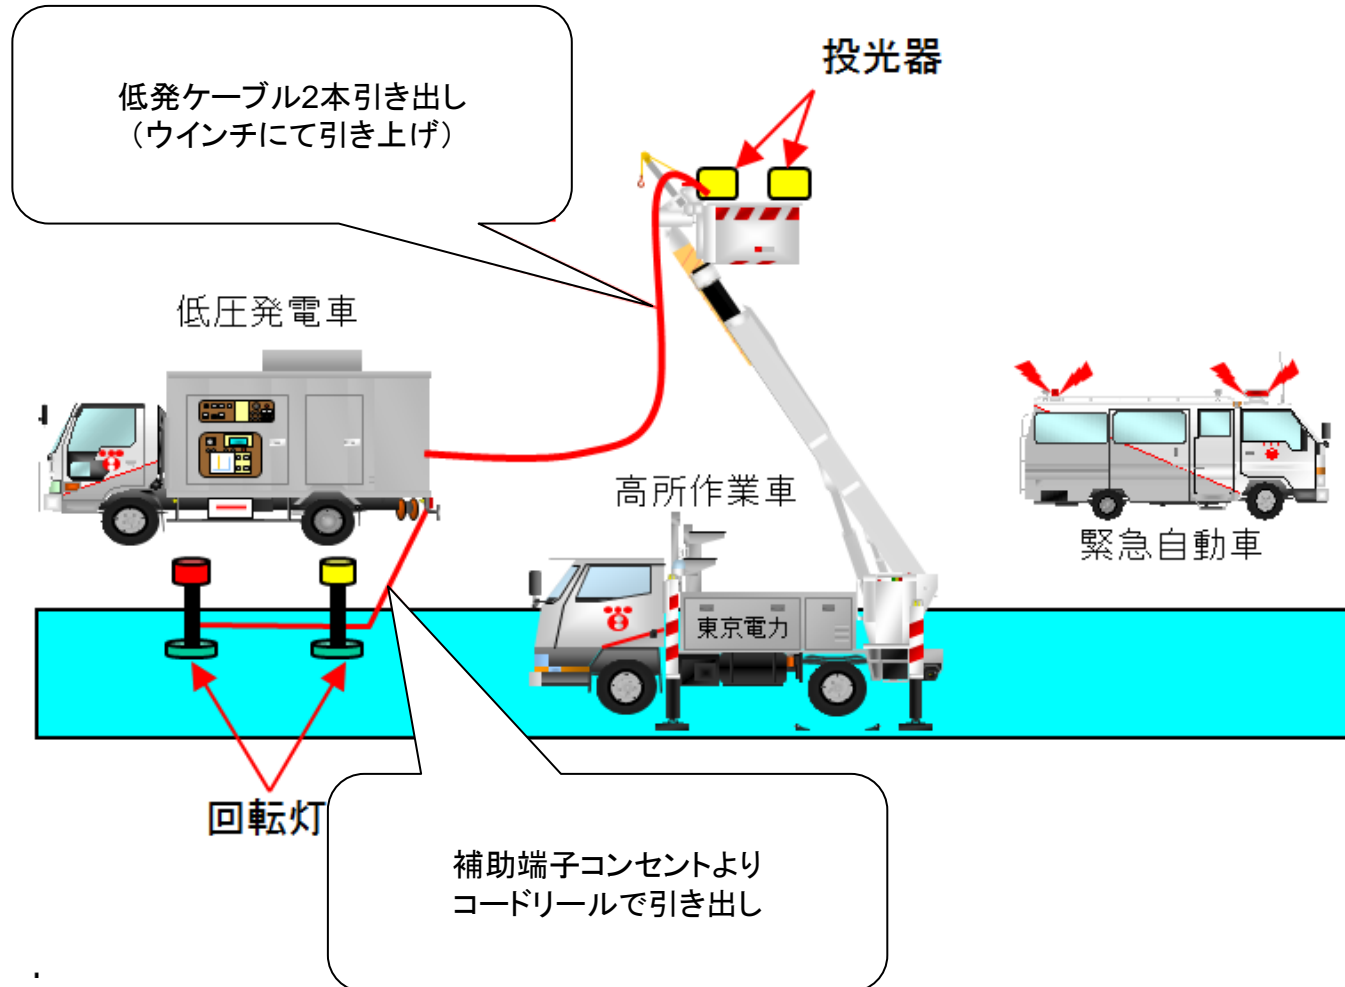 投光器
低発ケーブル2本引き出し
（ウインチにて引き上げ）
低圧発電車
高所作業車
緊急自動車
東京電力
回転灯
補助端子コンセントより
コードリールで引き出し